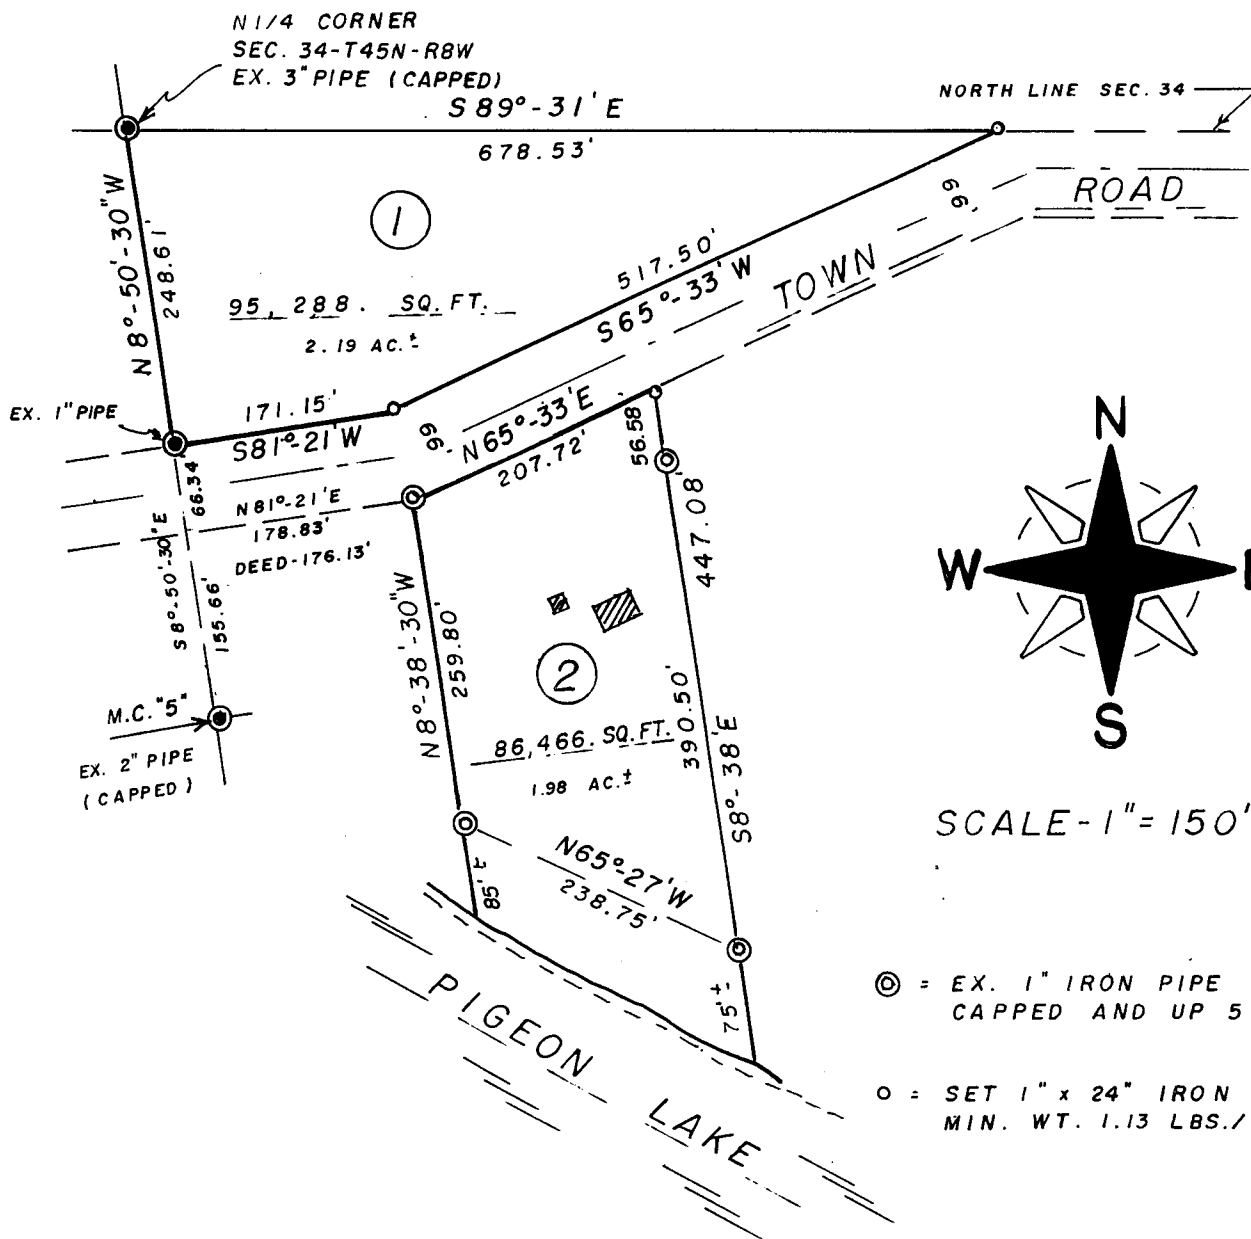 N 1/4 CORNER
SEC. 34-T45N-R8W
EX. 3" PIPE (CAPPED)
S 89°-31' E
678.53'
NORTH LINE SEC. 34
ROAD
66'
N 8°-50'-30" W
248.61'
1
517.50'
S 65°-33' W
TOWN
95,288. SQ. FT.
2.19 AC.±
EX. 1" PIPE
171.15'
S81°-21' W
66'
N 65°-33' E
207.72'
56.58'
66.34
N 81°-21' E
178.83'
DEED-176.13'
S 8°-50'-30" E
155.66'
447.08'
N
W
S
N 8°-38'-30" W
259.80'
2
86,466. SQ. FT.
1.98 AC.±
390.50'
S8°-38' E
M.C. "5"
EX. 2" PIPE
(CAPPED)
SCALE - 1" = 150'
N65°-27' W
238.75'
85' ±
75' ±
PIGEON LAKE
= EX. 1" IRON PIPE
CAPPED AND UP 5
= SET 1" x 24" IRON
MIN. WT. 1.13 LBS./